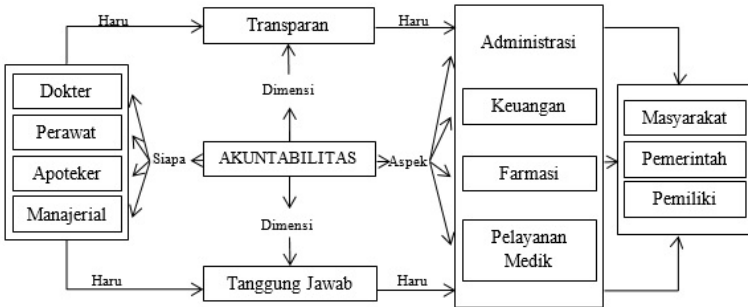 Haru
Transparan
Haru
Administrasi
Dokter
Perawat
Apoteker
Manajerial
Siapa
Dimensi
AKUNTABILITAS
Dimensi
Aspek
Keuangan
Farmasi
Pelayanan
Medik
Masyarakat
Pemerintah
Pemiliki
Haru
Tanggung Jawab
Haru